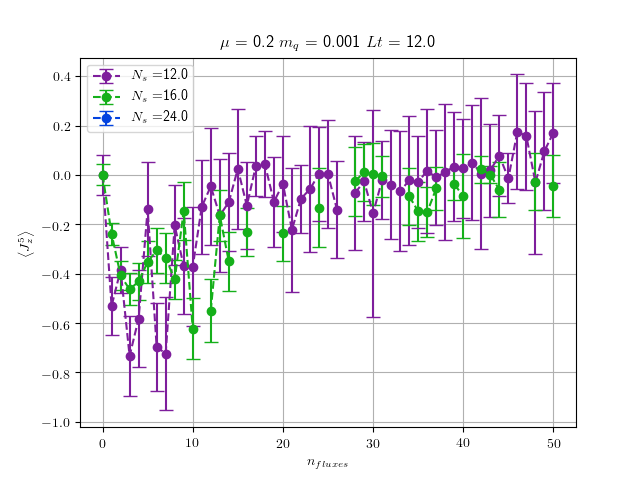 μ = 0.2 m_q = 0.001 Lt = 12.0
N_s =12.0
N_s =16.0
N_s =24.0
⟨J_z^5⟩
0.4
0.2
0.0
−0.2
−0.4
−0.6
−0.8
−1.0
0 10 20 30 40 50
n_fluxes